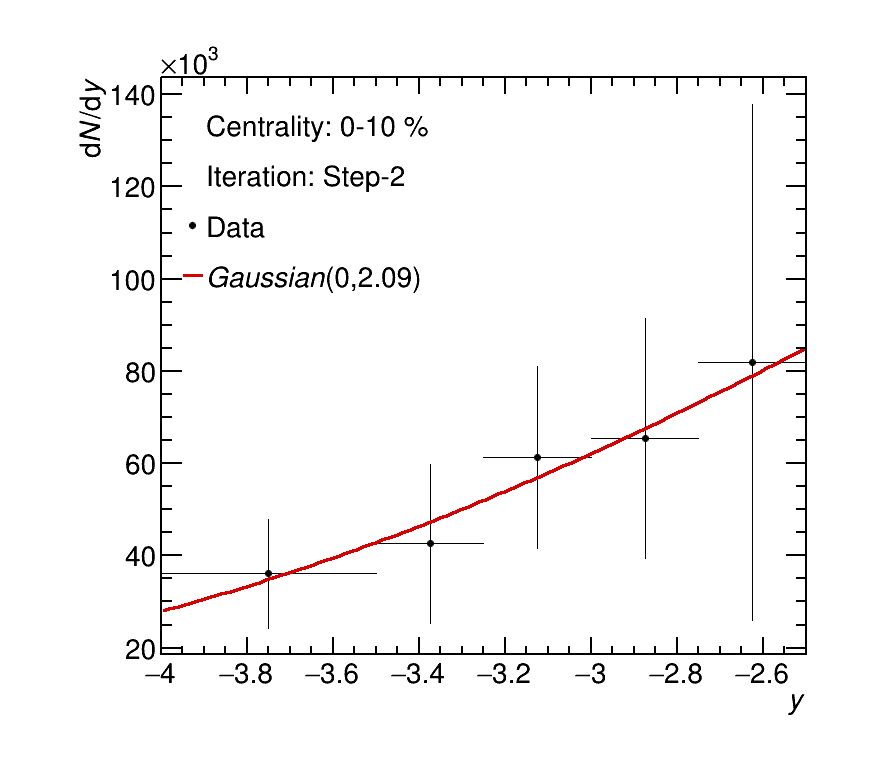 ×10³
dN/dy
140
120
100
80
60
40
20
Centrality: 0-10 %
Iteration: Step-2
Data
Gaussian(0,2.09)
−4 −3.8 −3.6 −3.4 −3.2 −3 −2.8 −2.6
y